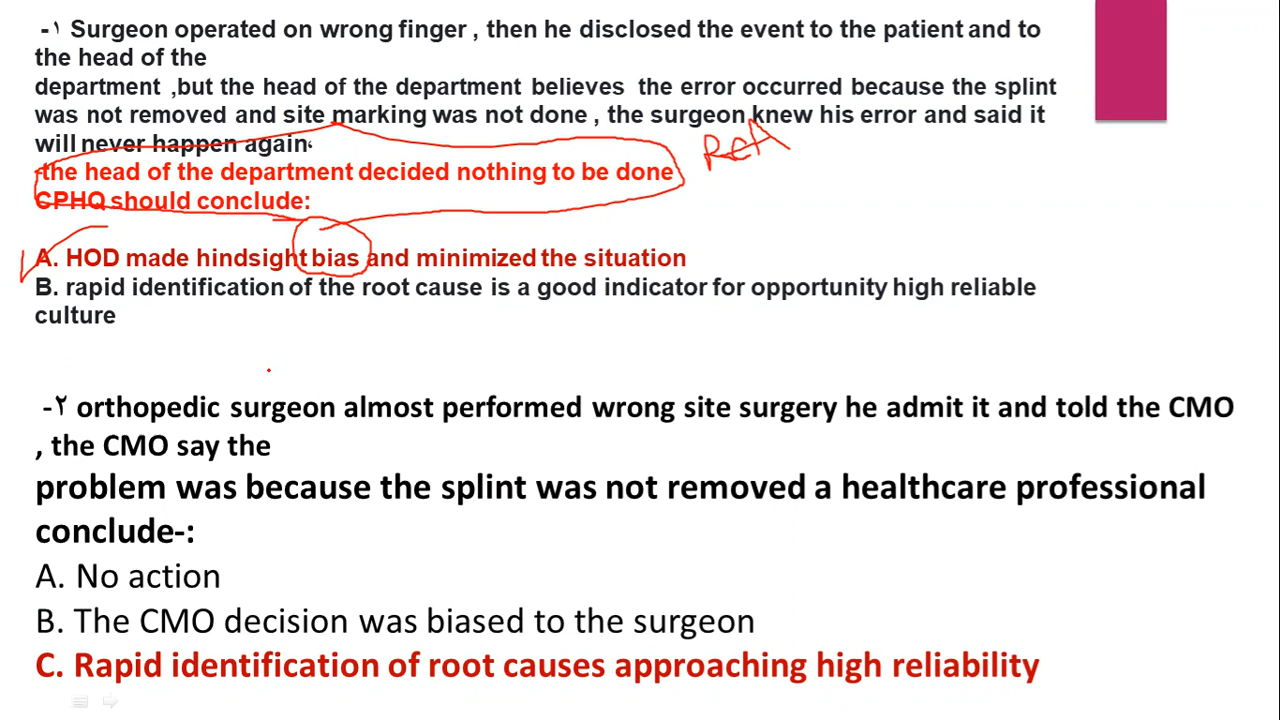 -١ Surgeon operated on wrong finger , then he disclosed the event to the patient and to
the head of the
department ,but the head of the department believes the error occurred because the splint
was not removed and site marking was not done , the surgeon knew his error and said it
will never happen again.
-the head of the department decided nothing to be done
CPHQ should conclude:
RCA
A. HOD made hindsight bias and minimized the situation
B. rapid identification of the root cause is a good indicator for opportunity high reliable
culture
-٢ orthopedic surgeon almost performed wrong site surgery he admit it and told the CMO
, the CMO say the
problem was because the splint was not removed a healthcare professional
conclude-:
A. No action
B. The CMO decision was biased to the surgeon
C. Rapid identification of root causes approaching high reliability